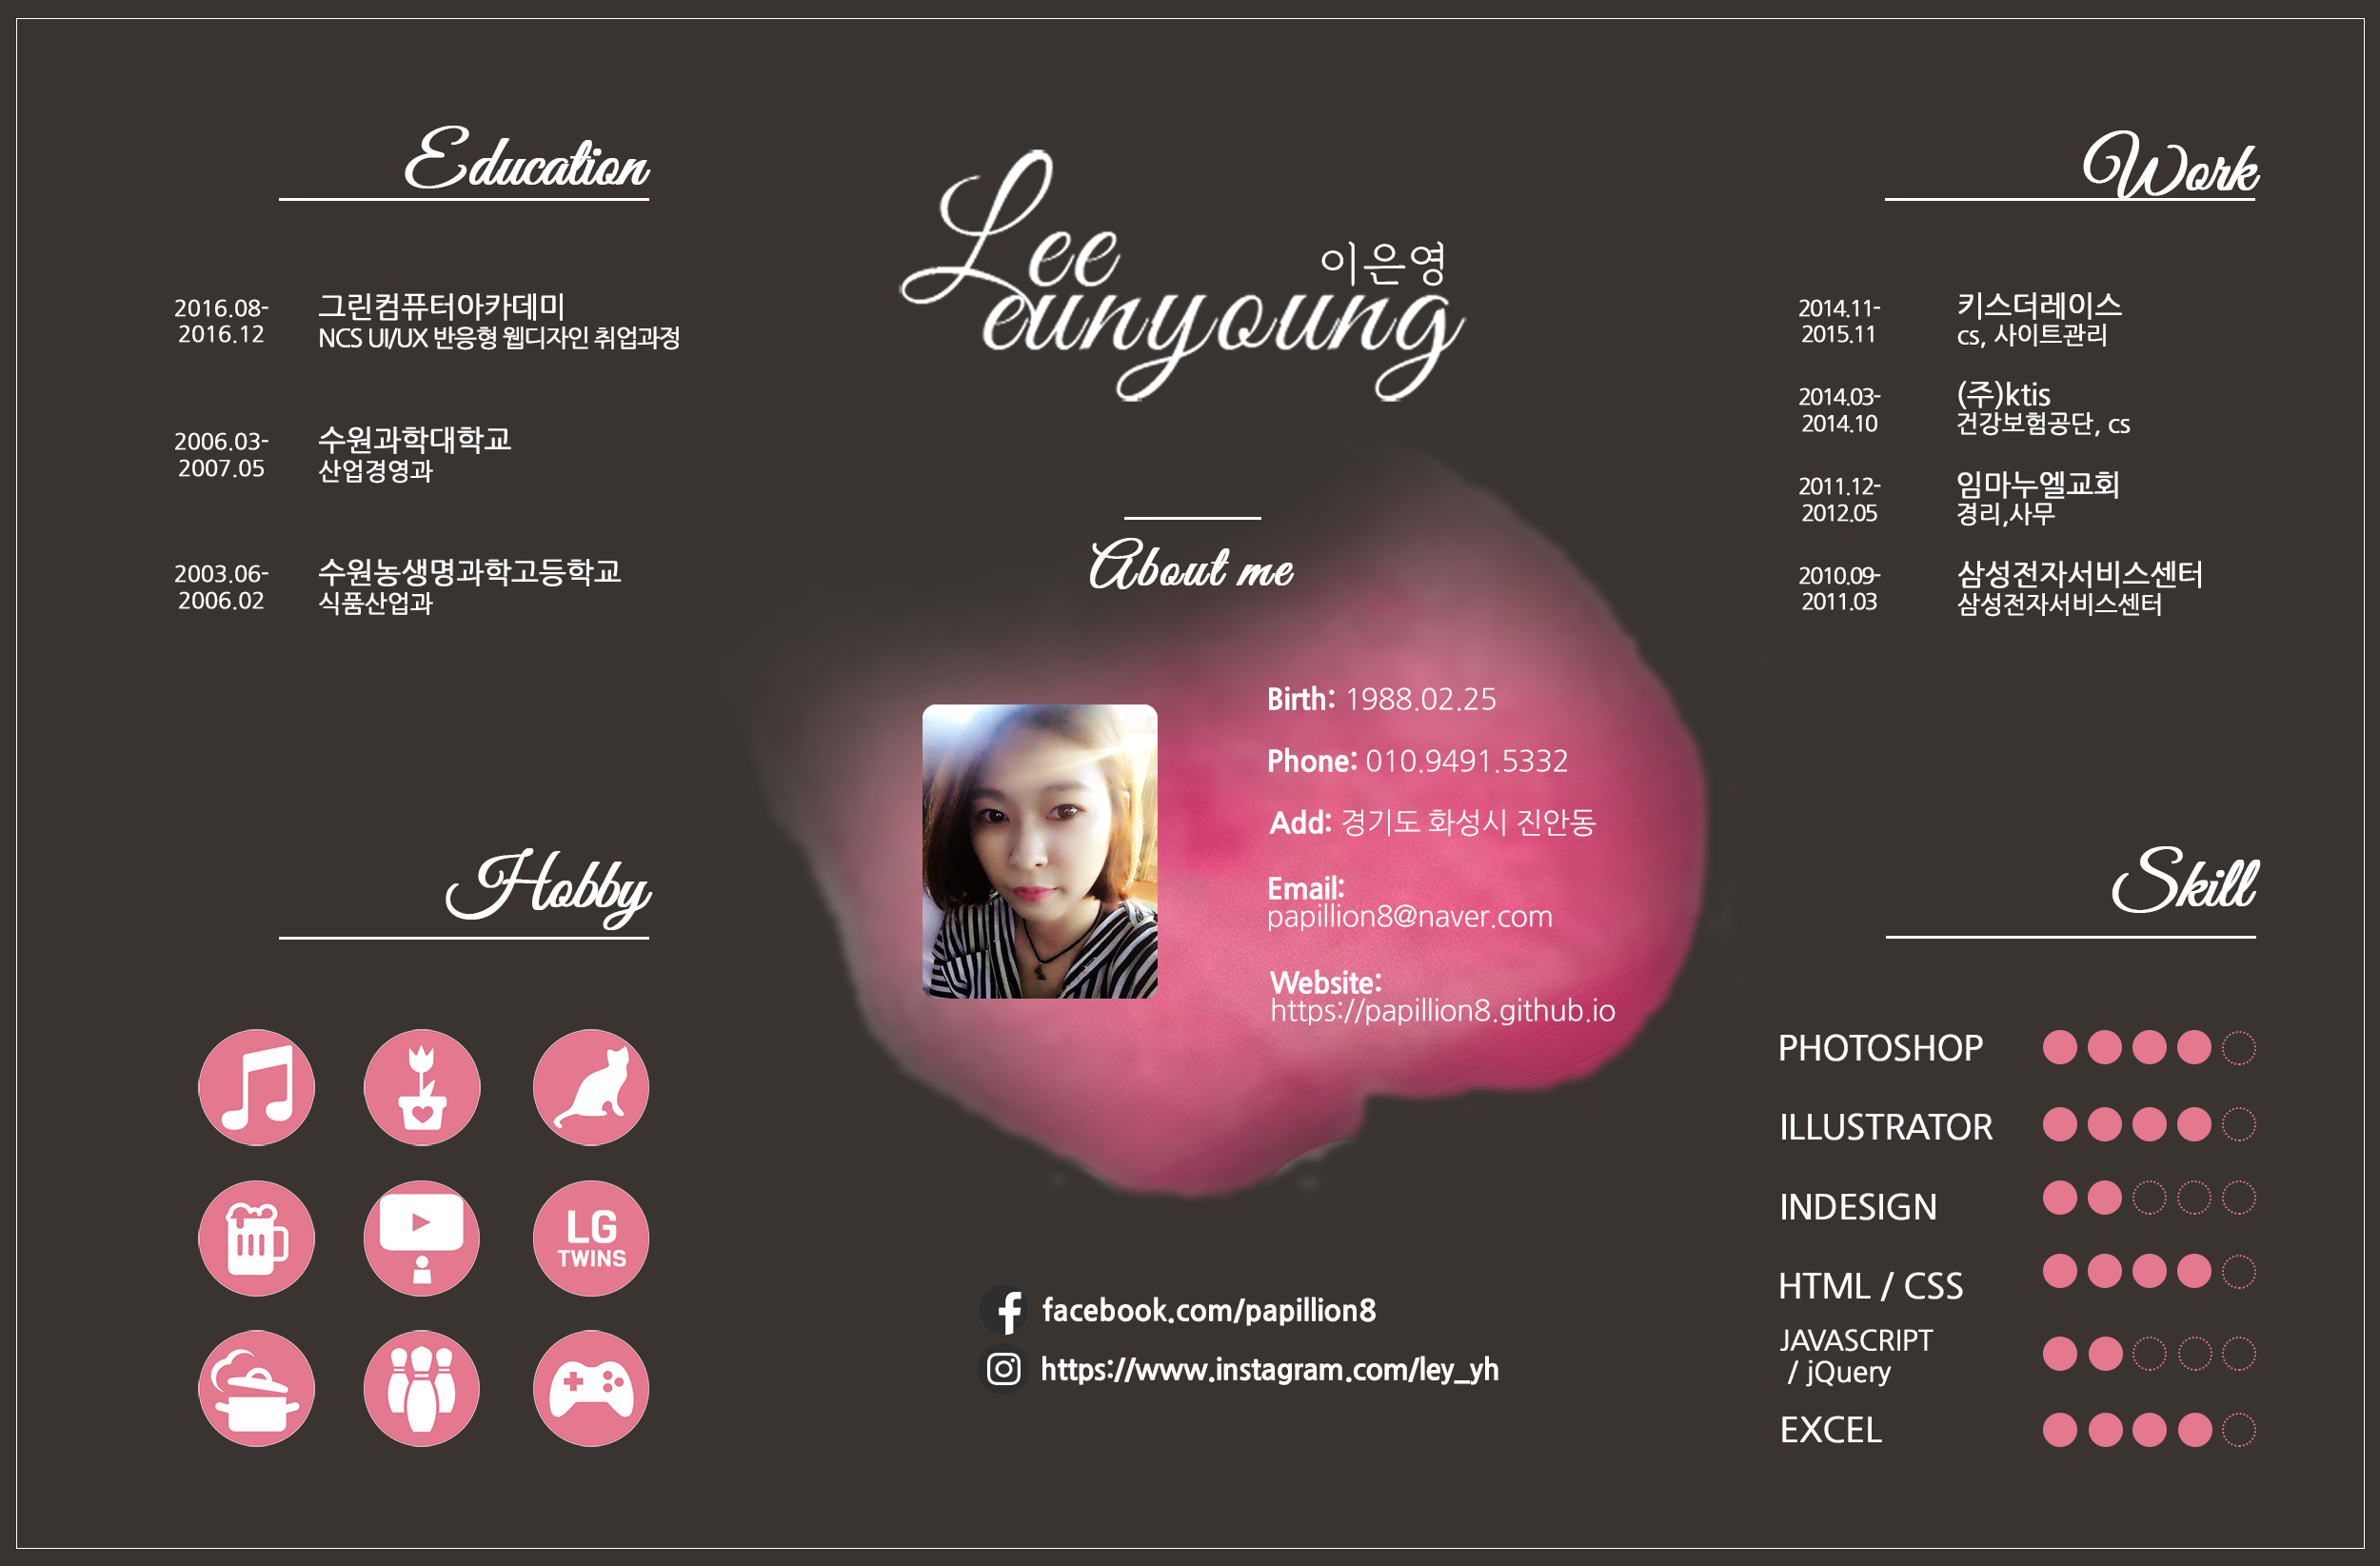 Education
2016.08-
2016.12
그린컴퓨터아카데미
NCS UI/UX 반응형 웹디자인 취업과정
2006.03-
2007.05
수원과학대학교
산업경영과
2003.06-
2006.02
수원농생명과학고등학교
식품산업과
Hobby
LG
TWINS
Lee
이은영
eunyoung
About me
Birth: 1988.02.25
Phone: 010.9491.5332
Add: 경기도 화성시 진안동
Email:
papillion8@naver.com
Website:
https://papillion8.github.io
facebook.com/papillion8
https://www.instagram.com/ley_yh
Work
2014.11-
2015.11
키스더레이스
cs, 사이트관리
2014.03-
2014.10
(주)ktis
건강보험공단, cs
2011.12-
2012.05
임마누엘교회
경리,사무
2010.09-
2011.03
삼성전자서비스센터
삼성전자서비스센터
Skill
PHOTOSHOP
ILLUSTRATOR
INDESIGN
HTML / CSS
JAVASCRIPT
/ jQuery
EXCEL